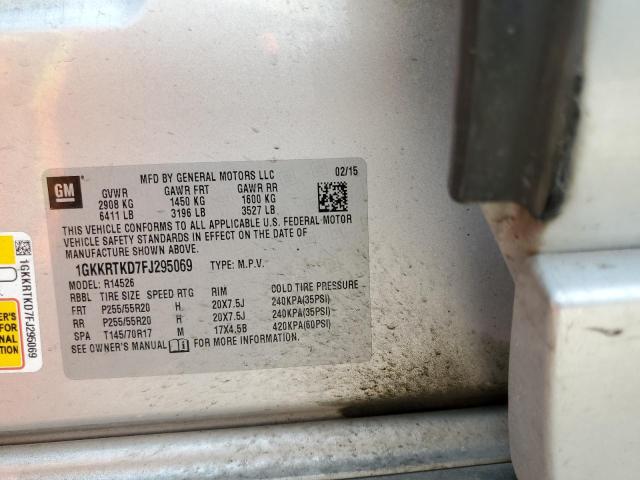 GM
MFD BY GENERAL MOTORS LLC 02/15
GVWR GAWR FRT GAWR RR
2908 KG 1450 KG 1600 KG
6411 LB 3196 LB 3527 LB
THIS VEHICLE CONFORMS TO ALL APPLICABLE U.S. FEDERAL MOTOR
VEHICLE SAFETY STANDARDS IN EFFECT ON THE DATE OF
MANUFACTURE SHOWN ABOVE.
1GKKRTKD7FJ295069 TYPE: M.P.V.
MODEL: R14526
RBBL TIRE SIZE SPEED RTG RIM COLD TIRE PRESSURE
FRT P255/55R20 H 20X7.5J 240KPA(35PSI)
RR P255/55R20 H 20X7.5J 240KPA(35PSI)
SPA T145/70R17 M 17X4.5B 420KPA(60PSI)
SEE OWNER'S MANUAL FOR MORE INFORMATION.
1GKKRTKD7FJ295069
ER'S
FOR
NAL